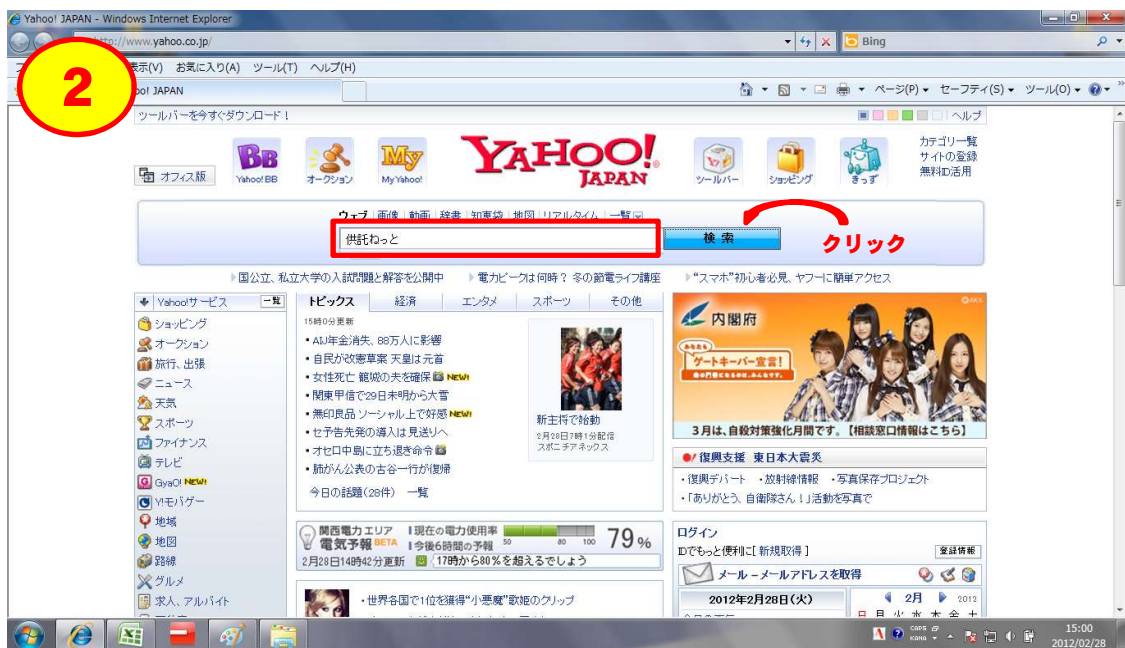 Yahoo! JAPAN - Windows Internet Explorer
http://www.yahoo.co.jp/
Bing
表示(V) お気に入り(A) ツール(T) ヘルプ(H)
2
oo! JAPAN
ページ(P) セーフティ(S) ツール(O)
ツールバーを今すぐダウンロード！
ヘルプ
オフィス版
BB
Yahoo! BB
オークション
My
My Yahoo!
YAHOO!
JAPAN
ツールバー
ショッピング
きっず
カテゴリ一覧
サイトの登録
無料ID活用
ウェブ 画像 動画 辞書 知恵袋 地図 リアルタイム 一覧
供託ねっと
検索
クリック
国公立、私立大学の入試問題と解答を公開中
電力ピークは何時？ 冬の節電ライフ講座
“スマホ”初心者必見、ヤフーに簡単アクセス
Yahoo!サービス 一覧
ショッピング
オークション
旅行、出張
ニュース
天気
スポーツ
ファイナンス
テレビ
GyaO! NEW!
Y!モバゲー
地域
地図
路線
グルメ
求人、アルバイト
トピックス 経済 エンタメ スポーツ その他
15時0分更新
・AIJ年金消失、88万人に影響
・自民が改憲草案 天皇は元首
・女性死亡 籠城の夫を確保 NEW!
・関東甲信で29日未明から大雪
・無印良品 ソーシャル上で好感 NEW!
・セ予告先発の導入は見送りへ
・オセロ中島に立ち退き命令
・肺がん公表の古谷一行が復帰
今日の話題(28件) 一覧
新主将で始動
2月28日7時1分配信
スポニチアネックス
内閣府
あなたも
ゲートキーパー宣言！
3月は、自殺対策強化月間です。【相談窓口情報はこちら】
復興支援 東日本大震災
・復興デパート ・放射線情報 ・写真保存プロジェクト
・「ありがとう、自衛隊さん！」活動を写真で
関西電力エリア
電気予報 BETA
現在の電力使用率
今後6時間の予報
50 80 100
79%
2月28日14時42分更新 17時から80%を超えるでしょう
・世界各国で1位を獲得“小悪魔”歌姫のクリップ
ログイン
IDでもっと便利に[ 新規取得 ]
登録情報
メール - メールアドレスを取得
2012年2月28日(火)
2月 2012
日 月 火 水 木 金 土
CAPS
KANA
15:00
2012/02/28